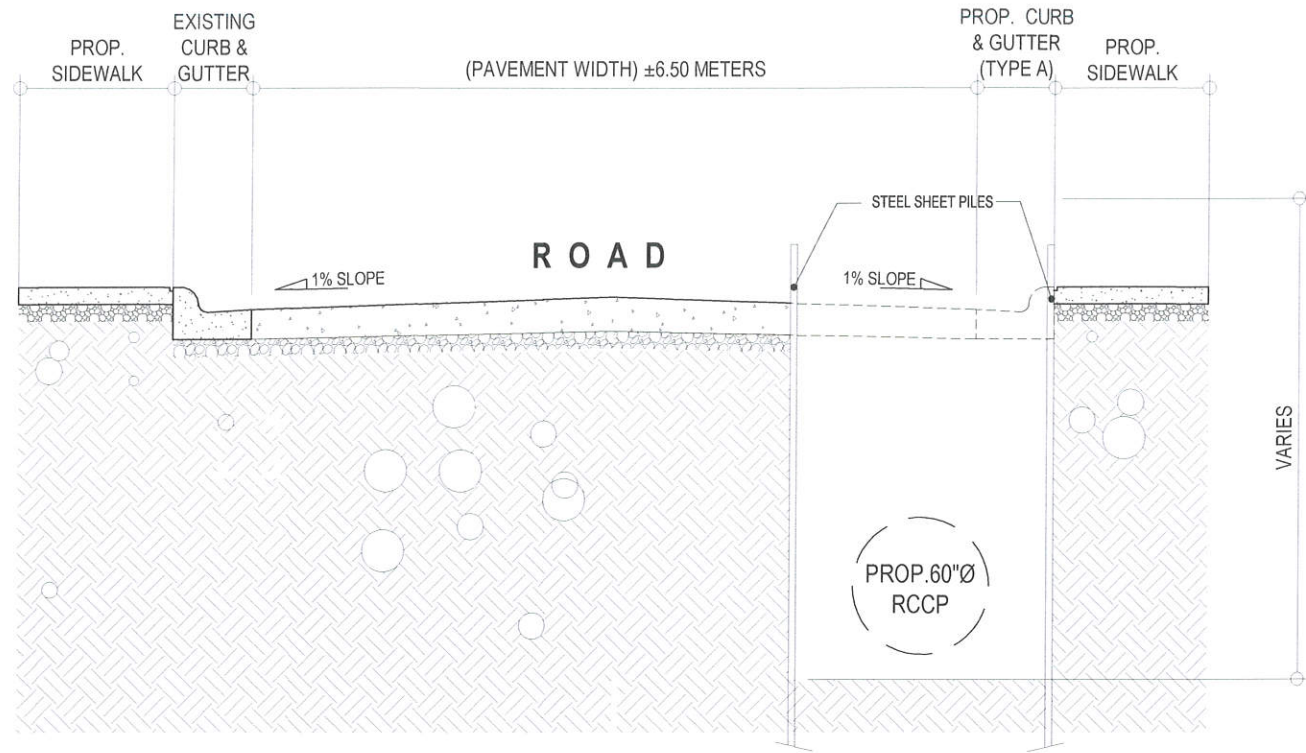 PROP.
SIDEWALK
EXISTING
CURB &
GUTTER
(PAVEMENT WIDTH) ±6.50 METERS
PROP. CURB
& GUTTER
(TYPE A)
PROP.
SIDEWALK
STEEL SHEET PILES
ROAD
1% SLOPE
1% SLOPE
VARIES
PROP.60"Ø
RCCP